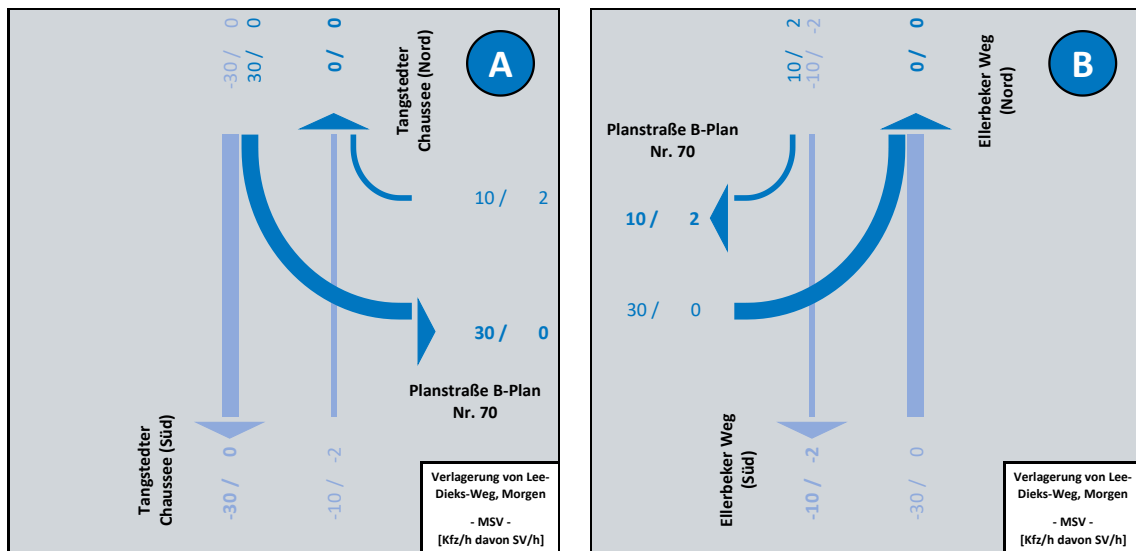 -30 / 0
30 / 0
0 / 0
Tangstedter
Chaussee (Nord)
A
10 / 2
30 / 0
Planstraße B-Plan
Nr. 70
Tangstedter
Chaussee (Süd)
-30 / 0
-10 / -2
Verlagerung von Lee-
Dieks-Weg, Morgen
- MSV -
[Kfz/h davon SV/h]
10 / 2
-10 / -2
0 / 0
Ellerbeker Weg
(Nord)
B
Planstraße B-Plan
Nr. 70
10 / 2
30 / 0
Ellerbeker Weg
(Süd)
-10 / -2
-30 / 0
Verlagerung von Lee-
Dieks-Weg, Morgen
- MSV -
[Kfz/h davon SV/h]